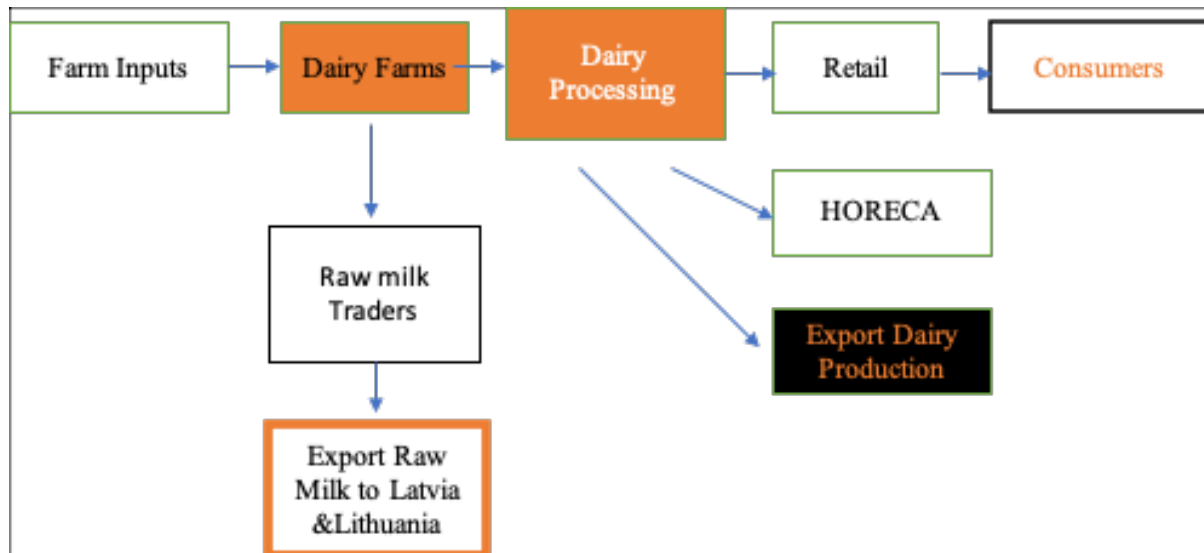 Farm Inputs
Dairy Farms
Dairy
Processing
Retail
Consumers
HORECA
Raw milk
Traders
Export Dairy
Production
Export Raw
Milk to Latvia
&Lithuania